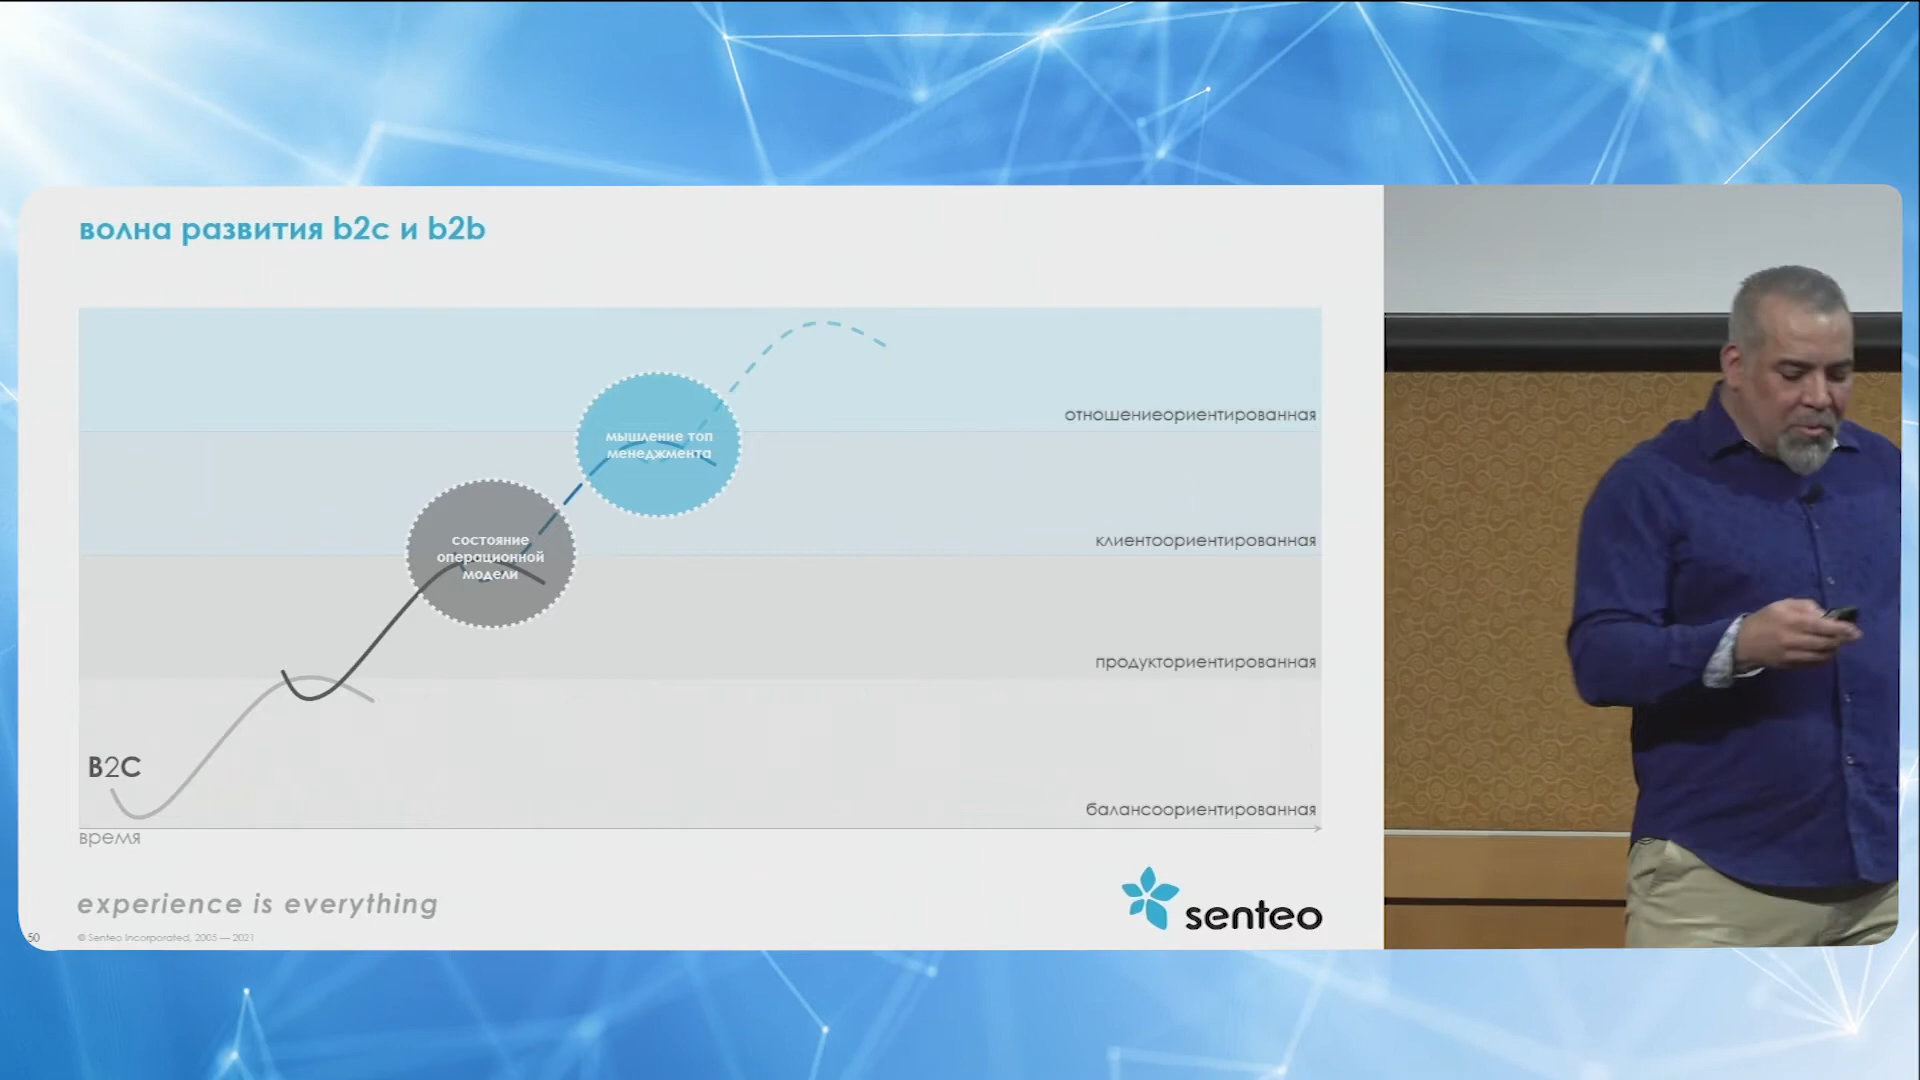 волна развития b2c и b2b
отношениеориентированная
мышление топ
менеджмента
клиентоориентированная
состояние
операционной
модели
продукториентированная
B2C
балансоориентированная
время
experience is everything
senteo
50
© Senteo Incorporated, 2005 — 2021